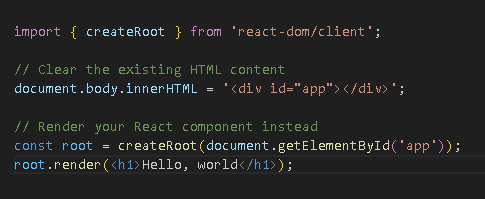 import { createRoot } from 'react-dom/client';
// Clear the existing HTML content
document.body.innerHTML = '<div id="app"></div>';
// Render your React component instead
const root = createRoot(document.getElementById('app'));
root.render(<h1>Hello, world</h1>);